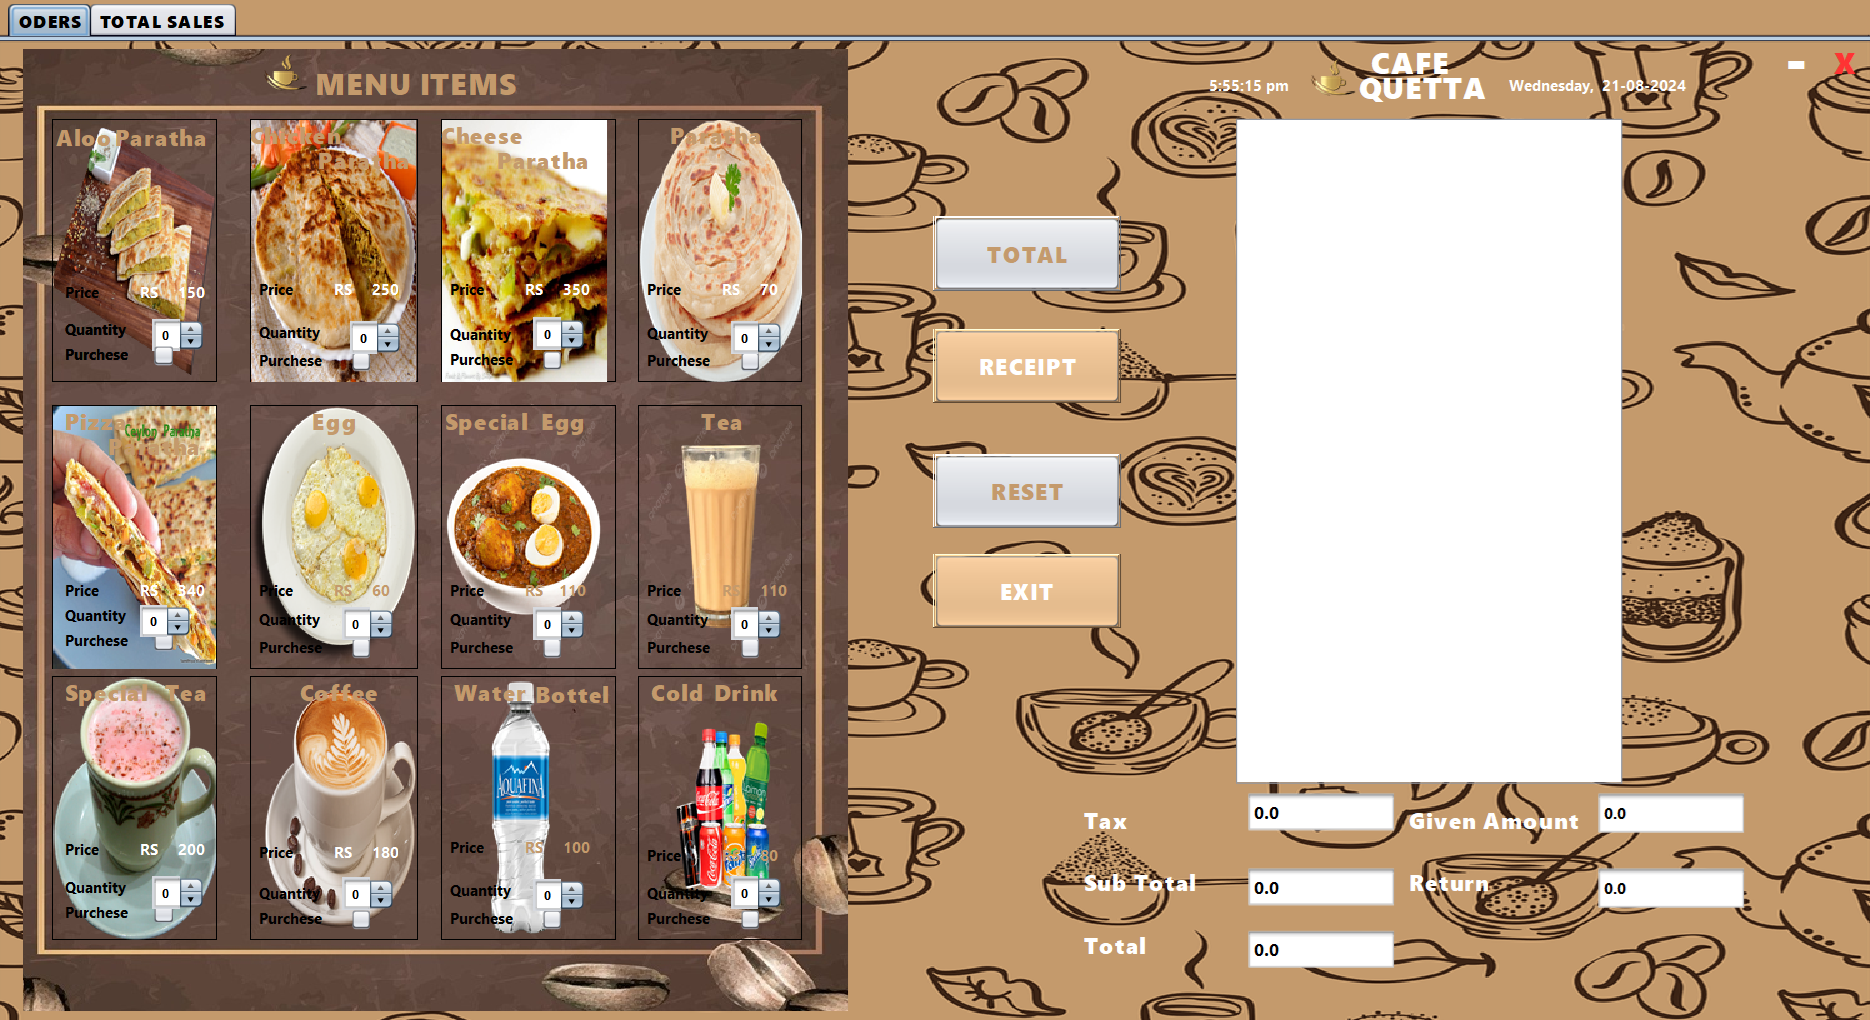 ODERS TOTAL SALES
MENU ITEMS
5:55:15 pm
CAFE
QUETTA
Wednesday, 21-08-2024
X
Aloo Paratha
Price RS 150
Quantity 0
Purchese
Chicken
Paratha
Price RS 250
Quantity 0
Purchese
Cheese
Paratha
Price RS 350
Quantity 0
Purchese
Paratha
Price RS 70
Quantity 0
Purchese
Pizza
Ceylon Paratha
Paratha
Price RS 340
Quantity 0
Purchese
Egg
Price RS 60
Quantity 0
Purchese
Special Egg
Price RS 110
Quantity 0
Purchese
Tea
Price RS 110
Quantity 0
Purchese
Special Tea
Price RS 200
Quantity 0
Purchese
Coffee
Price RS 180
Quantity 0
Purchese
Water Bottel
AQUAFINA
Price RS 100
Quantity 0
Purchese
Cold Drink
Price RS 80
Quantity 0
Purchese
TOTAL
RECEIPT
RESET
EXIT
Tax 0.0 Given Amount 0.0
Sub Total 0.0 Return 0.0
Total 0.0